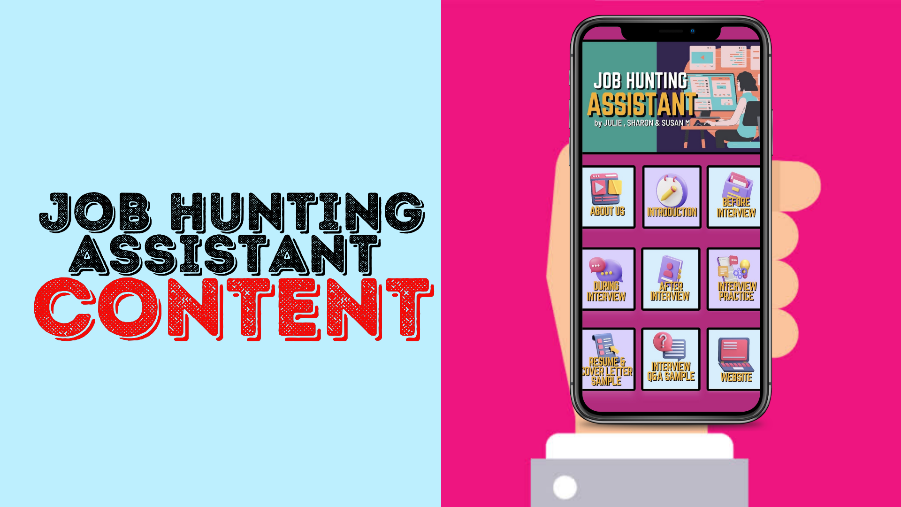 JOB HUNTING
ASSISTANT
CONTENT
JOB HUNTING
ASSISTANT
by JULIE , SHARON & SUSAN
ABOUT US
INTRODUCTION
BEFORE
INTERVIEW
DURING
INTERVIEW
AFTER
INTERVIEW
INTERVIEW
PRACTICE
RESUME &
COVER LETTER
SAMPLE
INTERVIEW
Q&A SAMPLE
WEBSITE